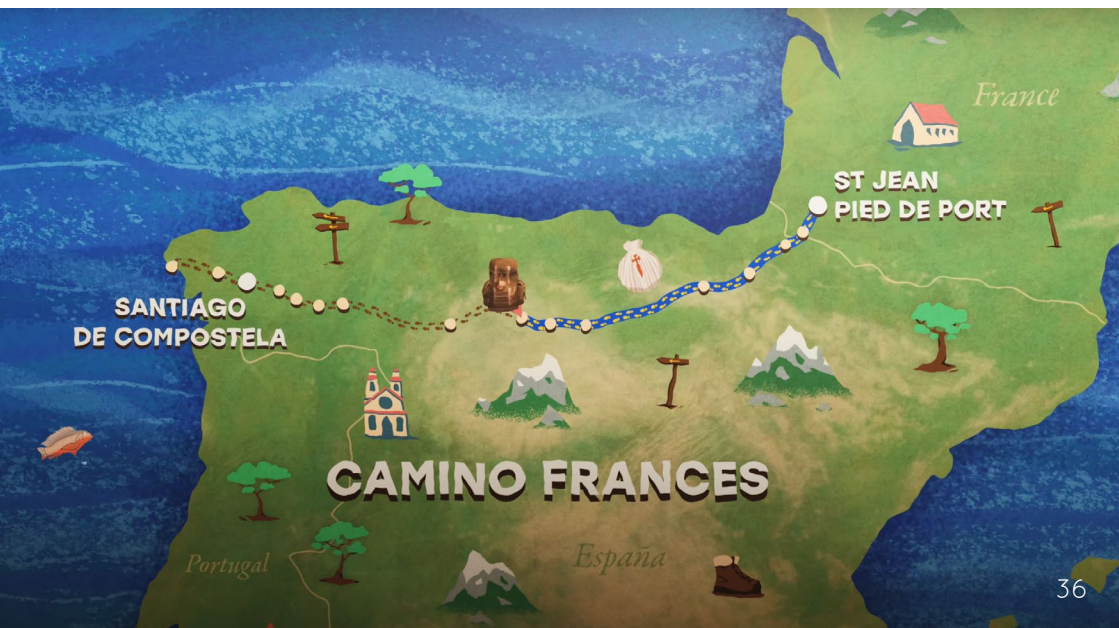 France
ST JEAN
PIED DE PORT
SANTIAGO
DE COMPOSTELA
CAMINO FRANCES
Portugal
España
36